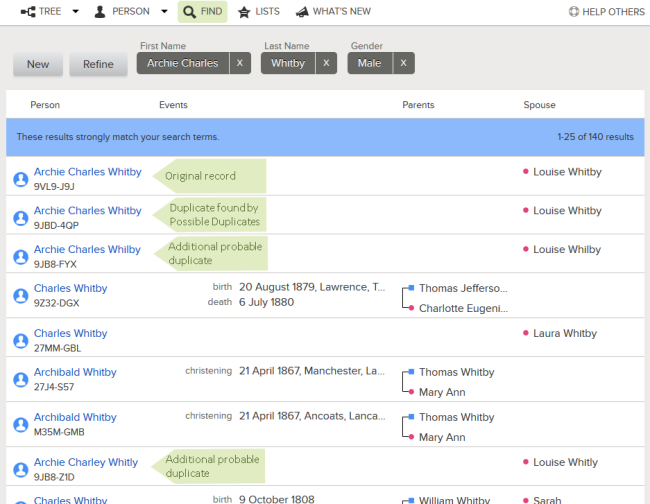 TREE PERSON FIND LISTS WHAT'S NEW HELP OTHERS
First Name Last Name Gender
New Refine Archie Charles X Whitby X Male X
Person Events Parents Spouse
These results strongly match your search terms. 1-25 of 140 results
Archie Charles Whitby Original record Louise Whitby
9VL9-J9J
Archie Charles Whitby Duplicate found by Louise Whitby
9JBD-4QP Possible Duplicates
Archie Charles Whilby Additional probable Louise Whilby
9JB8-FYX duplicate
Charles Whitby birth 20 August 1879, Lawrence, T... Thomas Jefferso...
9Z32-DGX death 6 July 1880 Charlotte Eugeni...
Charles Whitby Laura Whitby
27MM-GBL
Archibald Whitby christening 21 April 1867, Manchester, La... Thomas Whitby
27J4-S57 Mary Ann
Archibald Whitby christening 21 April 1867, Ancoats, Lanca... Thomas Whitby
M35M-GMB Mary Ann
Archie Charley Whitly Additional probable Louise Whitly
9JB8-Z1D duplicate
Charles Whitby birth 9 October 1808 William Whitby Sarah